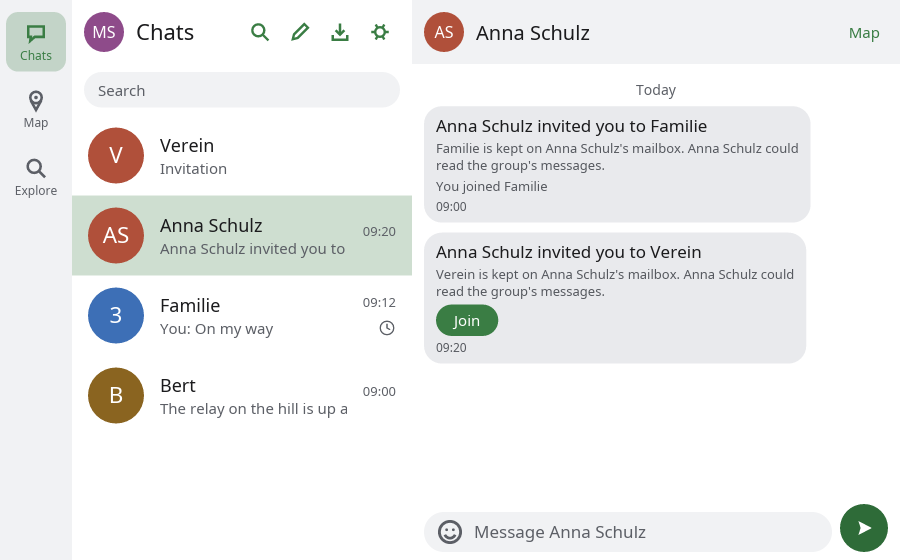 Chats
Map
Explore
MS
Chats
Search
V
Verein
Invitation
AS
Anna Schulz
09:20
Anna Schulz invited you to
3
Familie
09:12
You: On my way
B
Bert
09:00
The relay on the hill is up a
AS
Anna Schulz
Map
Today
Anna Schulz invited you to Familie
Familie is kept on Anna Schulz's mailbox. Anna Schulz could
read the group's messages.
You joined Familie
09:00
Anna Schulz invited you to Verein
Verein is kept on Anna Schulz's mailbox. Anna Schulz could
read the group's messages.
Join
09:20
Message Anna Schulz